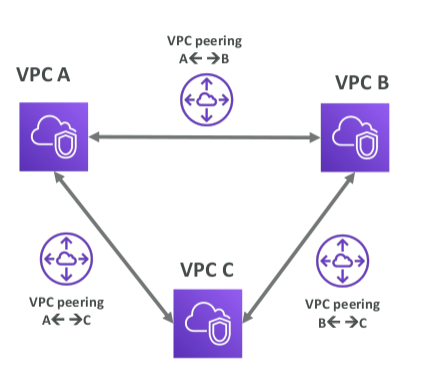 VPC peering
A← →B
VPC A
VPC B
VPC C
VPC peering
A← →C
VPC peering
B← →C